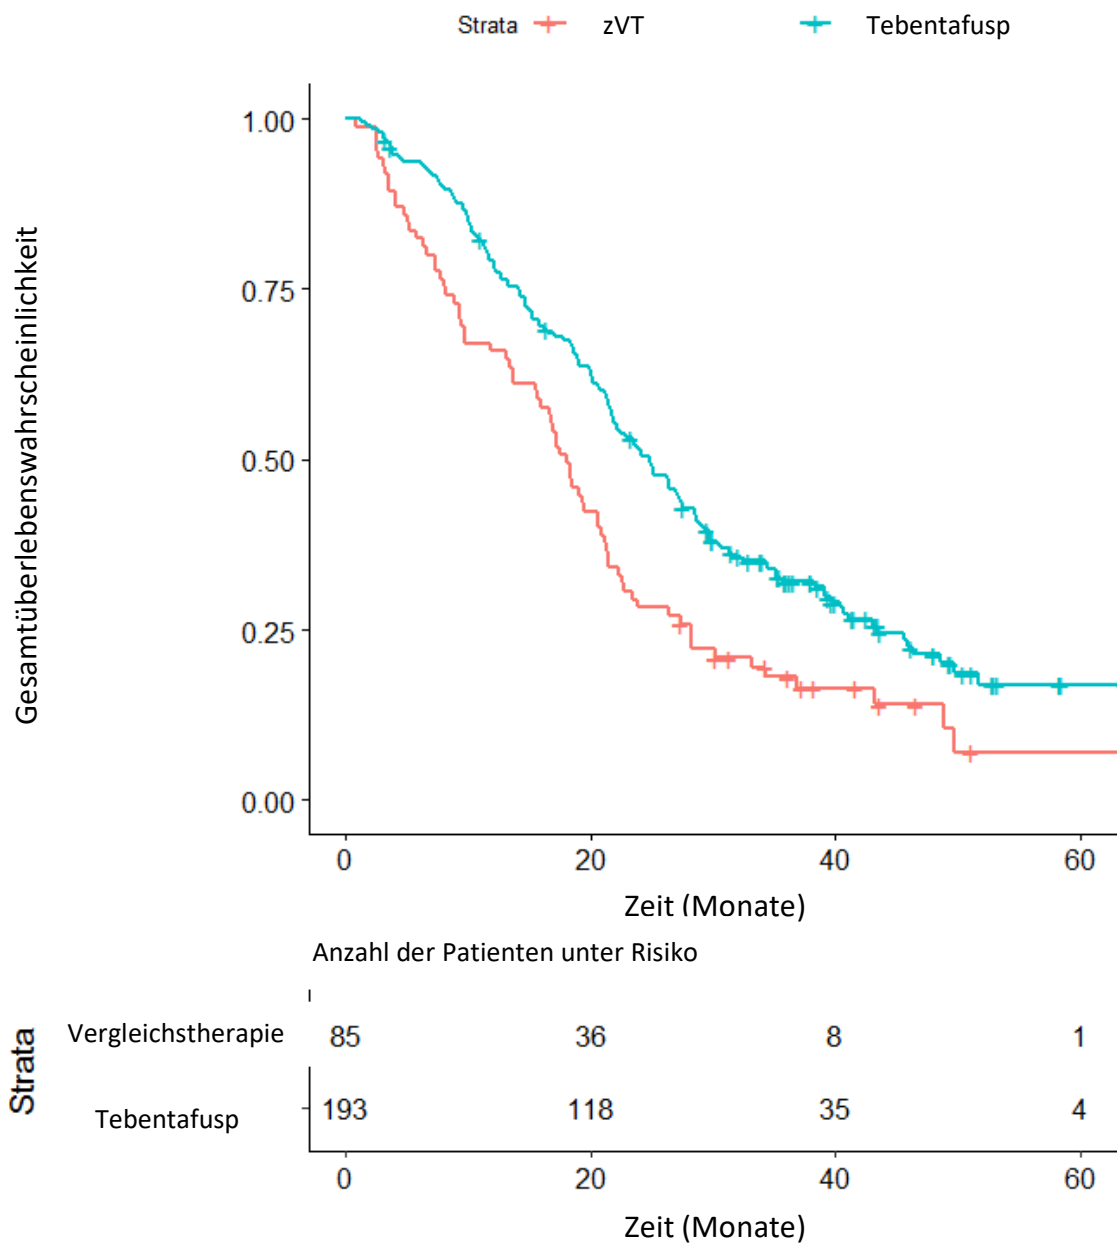 Strata zVT Tebentafusp
Gesamtüberlebenswahrscheinlichkeit
1.00
0.75
0.50
0.25
0.00
0 20 40 60
Zeit (Monate)
Anzahl der Patienten unter Risiko
Strata
Vergleichstherapie 85 36 8 1
Tebentafusp 193 118 35 4
0 20 40 60
Zeit (Monate)